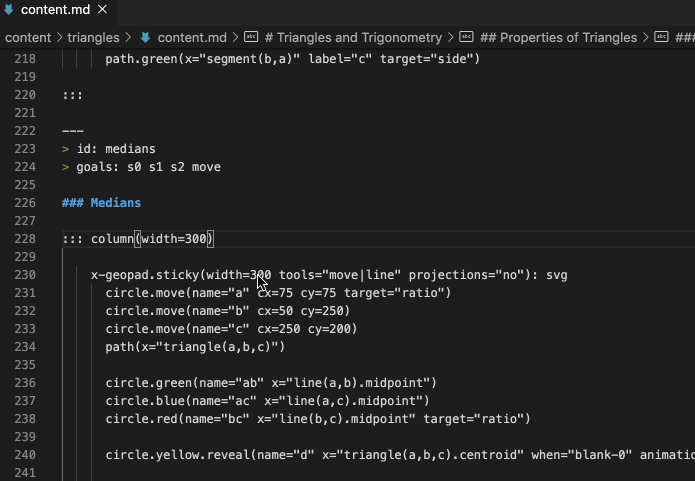 content.md ×
content > triangles > content.md > # Triangles and Trigonometry > ## Properties of Triangles > ###
218 path.green(x="segment(b,a)" label="c" target="side")
219
220 :::
221
222 ---
223 > id: medians
224 > goals: s0 s1 s2 move
225
226 ### Medians
227
228 ::: column(width=300)
229
230 x-geopad.sticky(width=300 tools="move|line" projections="no"): svg
231 circle.move(name="a" cx=75 cy=75 target="ratio")
232 circle.move(name="b" cx=50 cy=250)
233 circle.move(name="c" cx=250 cy=200)
234 path(x="triangle(a,b,c)")
235
236 circle.green(name="ab" x="line(a,b).midpoint")
237 circle.blue(name="ac" x="line(a,c).midpoint")
238 circle.red(name="bc" x="line(b,c).midpoint" target="ratio")
239
240 circle.yellow.reveal(name="d" x="triangle(a,b,c).centroid" when="blank-0" animatio
241